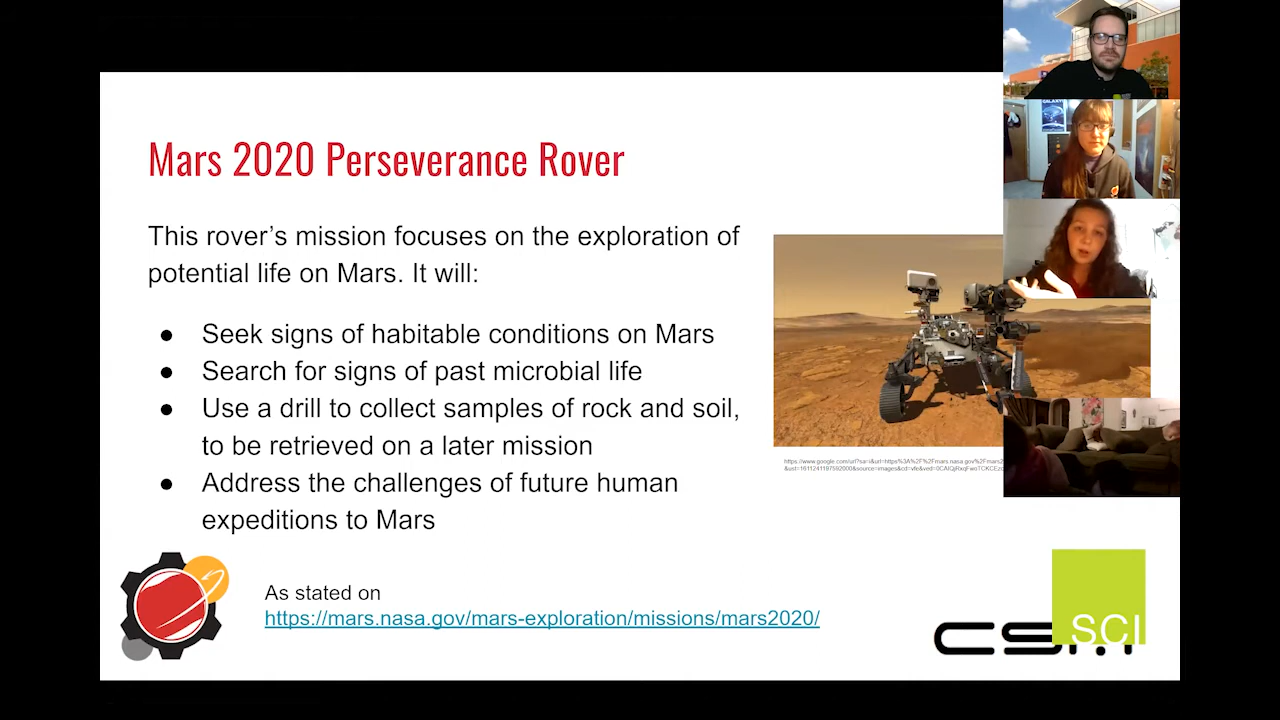 Mars 2020 Perseverance Rover
This rover's mission focuses on the exploration of
potential life on Mars. It will:
● Seek signs of habitable conditions on Mars
● Search for signs of past microbial life
● Use a drill to collect samples of rock and soil,
to be retrieved on a later mission
● Address the challenges of future human
expeditions to Mars
As stated on
https://mars.nasa.gov/mars-exploration/missions/mars2020/
CSM
SCI